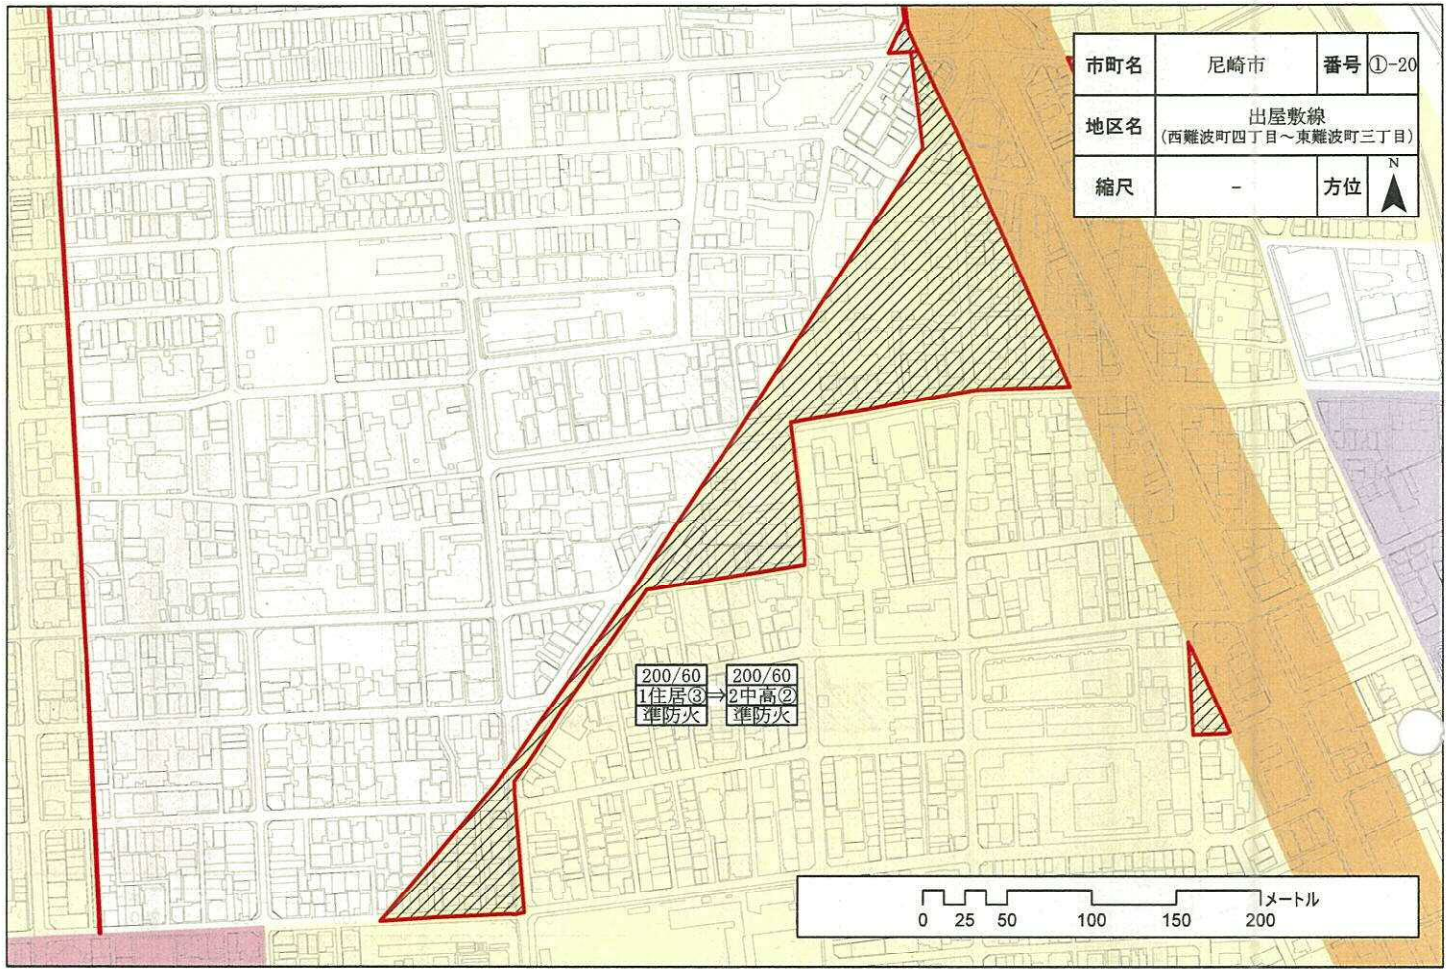 市町名 尼崎市 番号 ①-20
地区名 出屋敷線
(西難波町四丁目~東難波町三丁目)
縮尺 - 方位 N
200/60 200/60
1住居③→2中高②
準防火 準防火
メートル
0 25 50 100 150 200